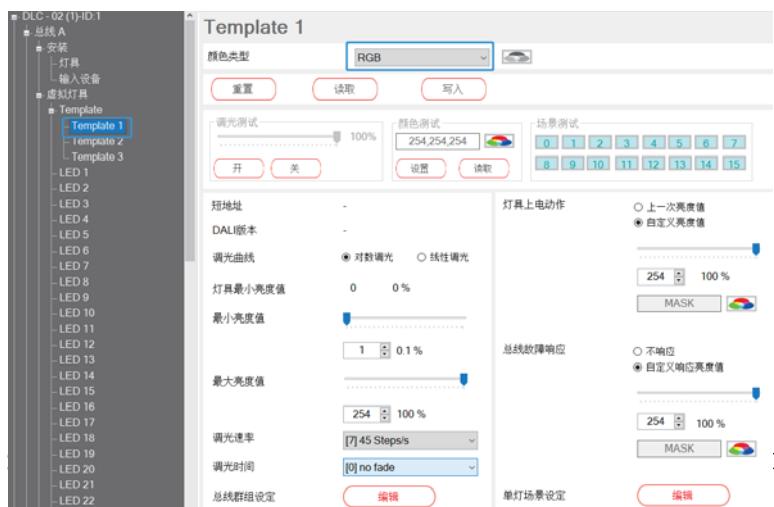 DLC - 02 (1)-ID:1
总线 A
安装
灯具
输入设备
虚拟灯具
Template
Template 1
Template 2
Template 3
LED 1
LED 2
LED 3
LED 4
LED 5
LED 6
LED 7
LED 8
LED 9
LED 10
LED 11
LED 12
LED 13
LED 14
LED 15
LED 16
LED 17
LED 18
LED 19
LED 20
LED 21
LED 22
Template 1
颜色类型 RGB
重置 读取 写入
调光测试
100%
开 关
颜色测试
254,254,254
设置 读取
场景测试
0 1 2 3 4 5 6 7
8 9 10 11 12 13 14 15
短地址 -
DALI版本 -
调光曲线 对数调光 线性调光
灯具最小亮度值 0 0 %
最小亮度值
1 0.1 %
最大亮度值
254 100 %
调光速率 [7] 45 Steps/s
调光时间 [0] no fade
总线群组设定 编辑
灯具上电动作 上一次亮度值
自定义亮度值
254 100 %
MASK
总线故障响应 不响应
自定义响应亮度值
254 100 %
MASK
单灯场景设定 编辑